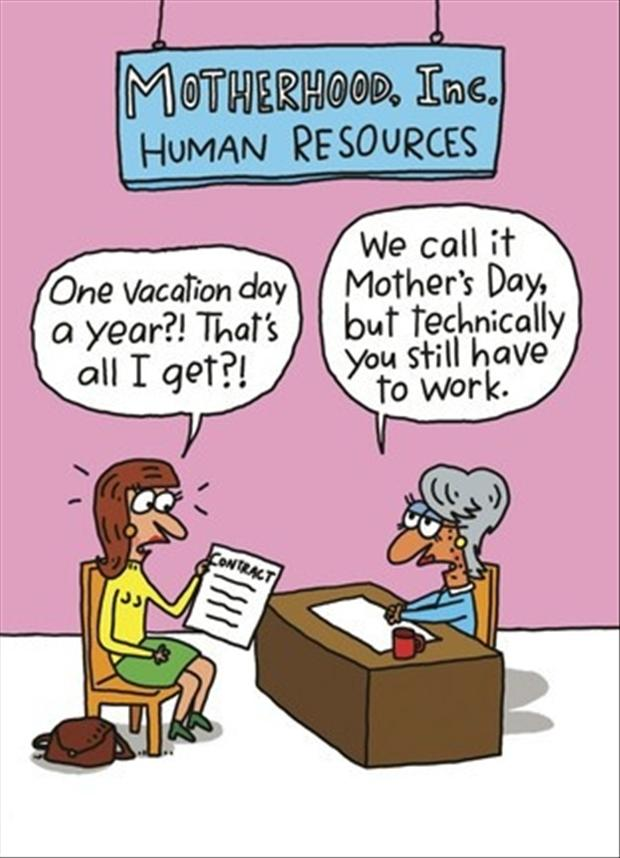 MOTHERHOOD, Inc.
HUMAN RESOURCES
One vacation day
a year?! That's
all I get?!
We call it
Mother's Day,
but technically
you still have
to work.
CONTRACT